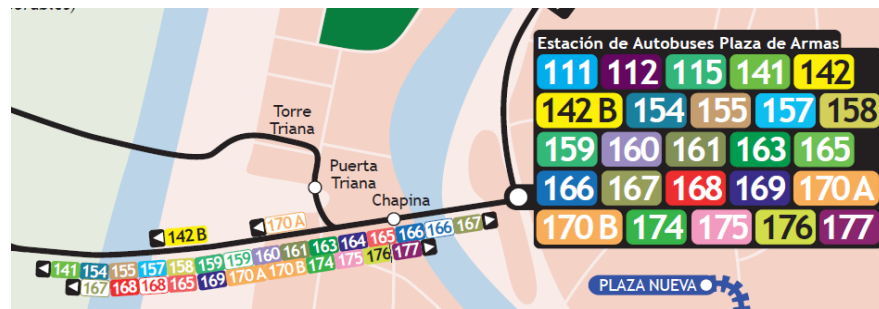 Estación de Autobuses Plaza de Armas
111 112 115 141 142
142 B 154 155 157 158
159 160 161 163 165
166 167 168 169 170 A
170 B 174 175 176 177
Torre
Triana
Puerta
Triana
Chapina
142 B
170 A
141 154 155 157 158 159 159 160 161 163 164 165 166 166 167
167 168 168 165 169 170 A 170 B 174 175 176 177
PLAZA NUEVA